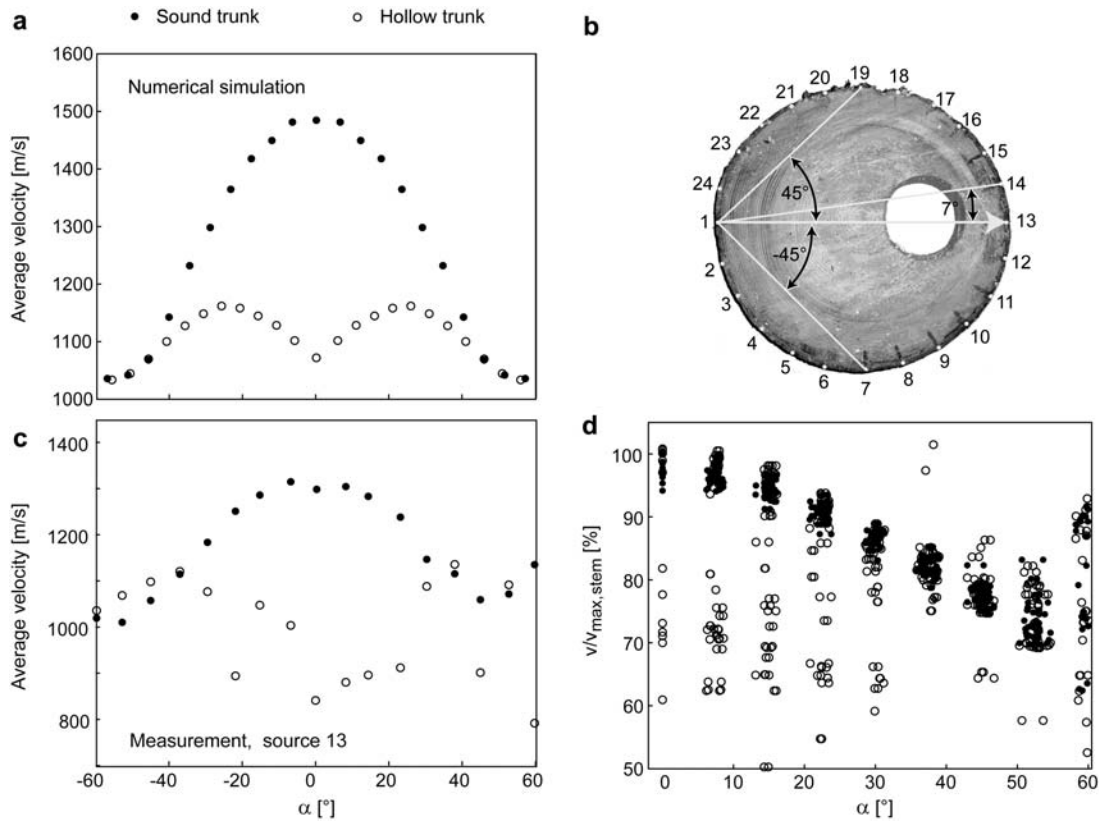 a
● Sound trunk ○ Hollow trunk
b
Numerical simulation
Average velocity [m/s]
1600
1500
1400
1300
1200
1100
1000
-60 -40 -20 0 20 40 60
19
20 18
21 17
22 16
23 15
24 14
1 13
2 12
3 11
4 10
5 9
6 8
7
45°
7°
-45°
c
Average velocity [m/s]
1400
1200
1000
800
Measurement, source 13
-60 -40 -20 0 20 40 60
α [°]
d
v/vmax,stem [%]
100
90
80
70
60
50
0 10 20 30 40 50 60
α [°]